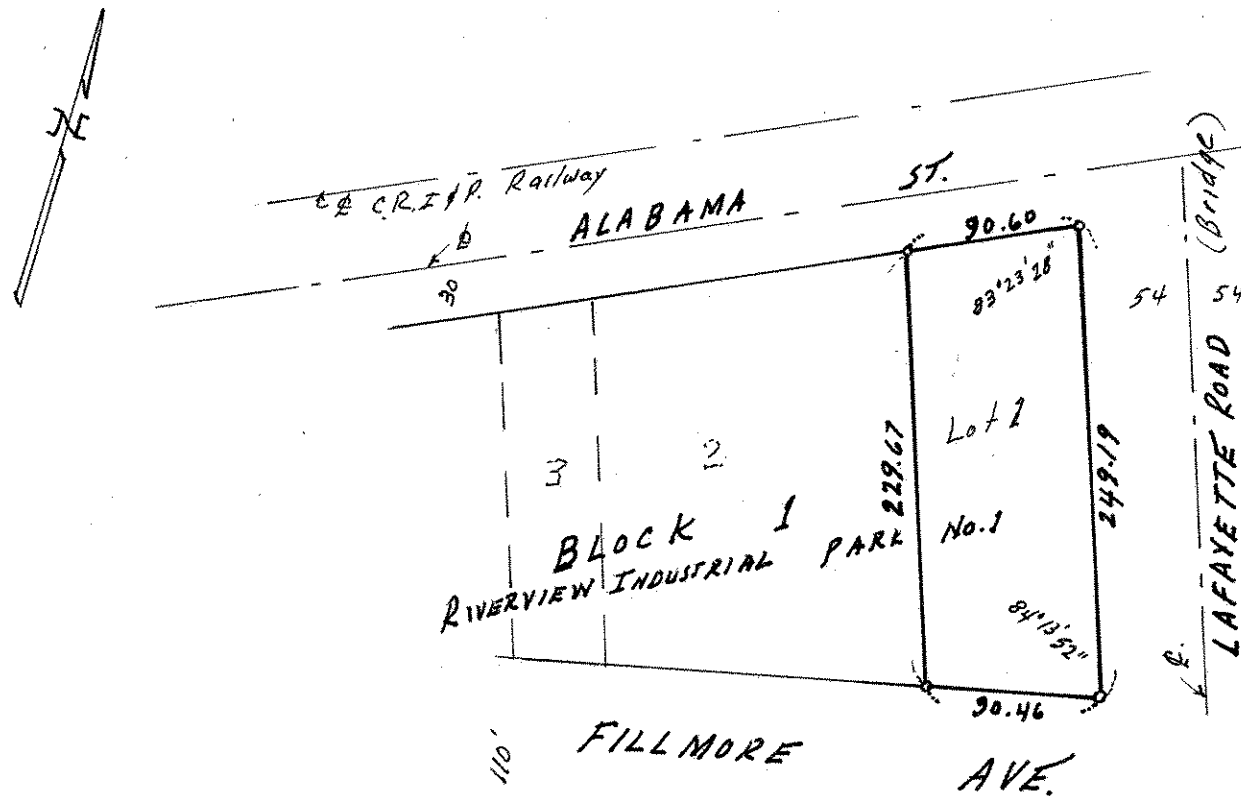 N
℄ C.R.I & P. Railway
ALABAMA ST.
℄
30
90.60
83°23'28"
54
54
LAFAYETTE ROAD (Bridge)
℄
229.67
Lot 1
249.19
3
2
BLOCK 1
RIVERVIEW INDUSTRIAL PARK No.1
84°13'52"
90.46
110'
FILLMORE AVE.